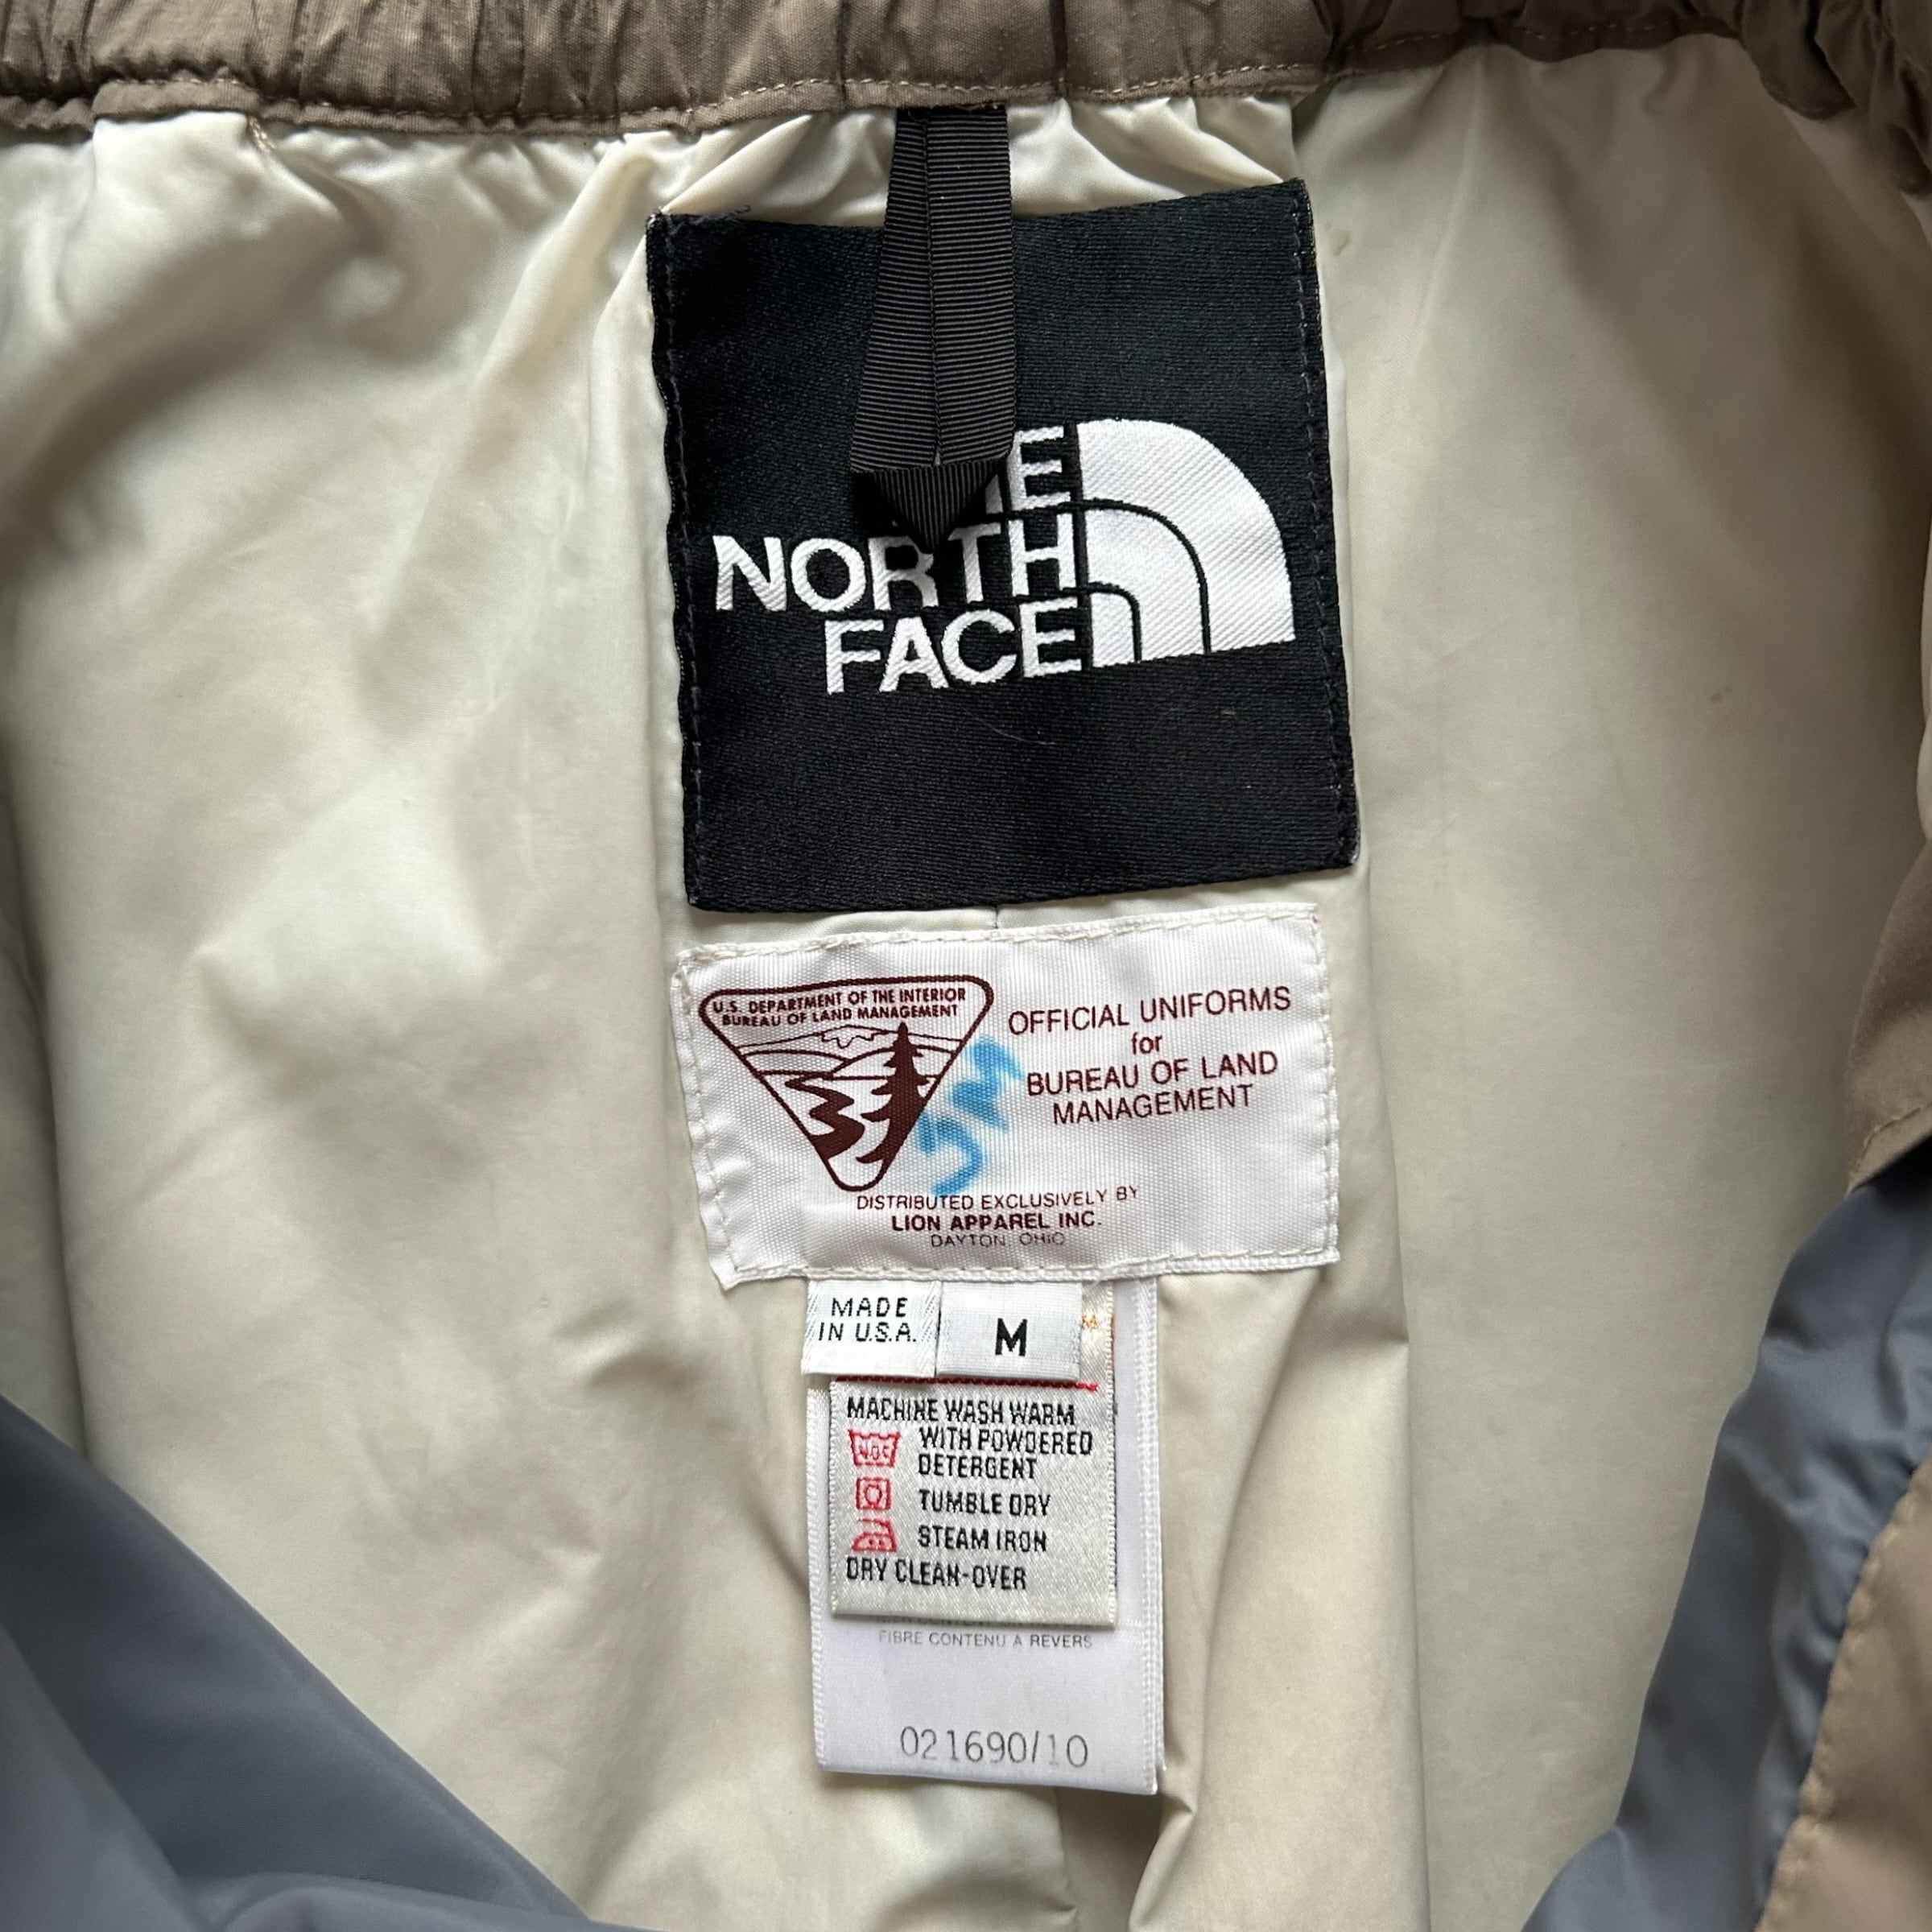 NORTH
FACE
U.S. DEPARTMENT OF THE INTERIOR
BUREAU OF LAND MANAGEMENT
OFFICIAL UNIFORMS
for
BUREAU OF LAND
MANAGEMENT
DISTRIBUTED EXCLUSIVELY BY
LION APPAREL INC.
DAYTON, OHIO
MADE
IN U.S.A.
M
M
MACHINE WASH WARM
WITH POWDERED
DETERGENT
TUMBLE DRY
STEAM IRON
DRY CLEAN-OVER
FIBRE CONTENU A REVERS
021690/10